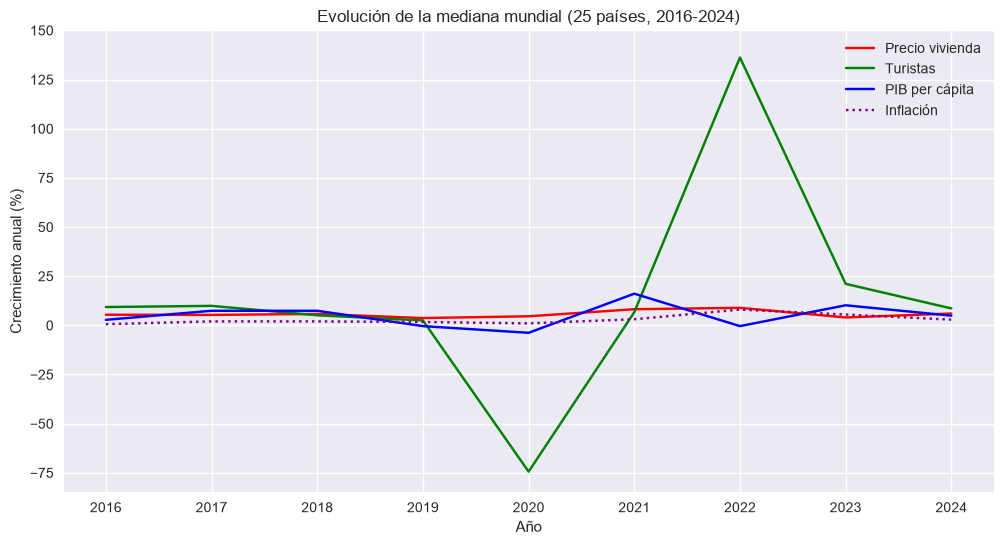 Evolución de la mediana mundial (25 países, 2016-2024)
Precio vivienda
Turistas
PIB per cápita
Inflación
Crecimiento anual (%)
150
125
100
75
50
25
0
−25
−50
−75
2016 2017 2018 2019 2020 2021 2022 2023 2024
Año